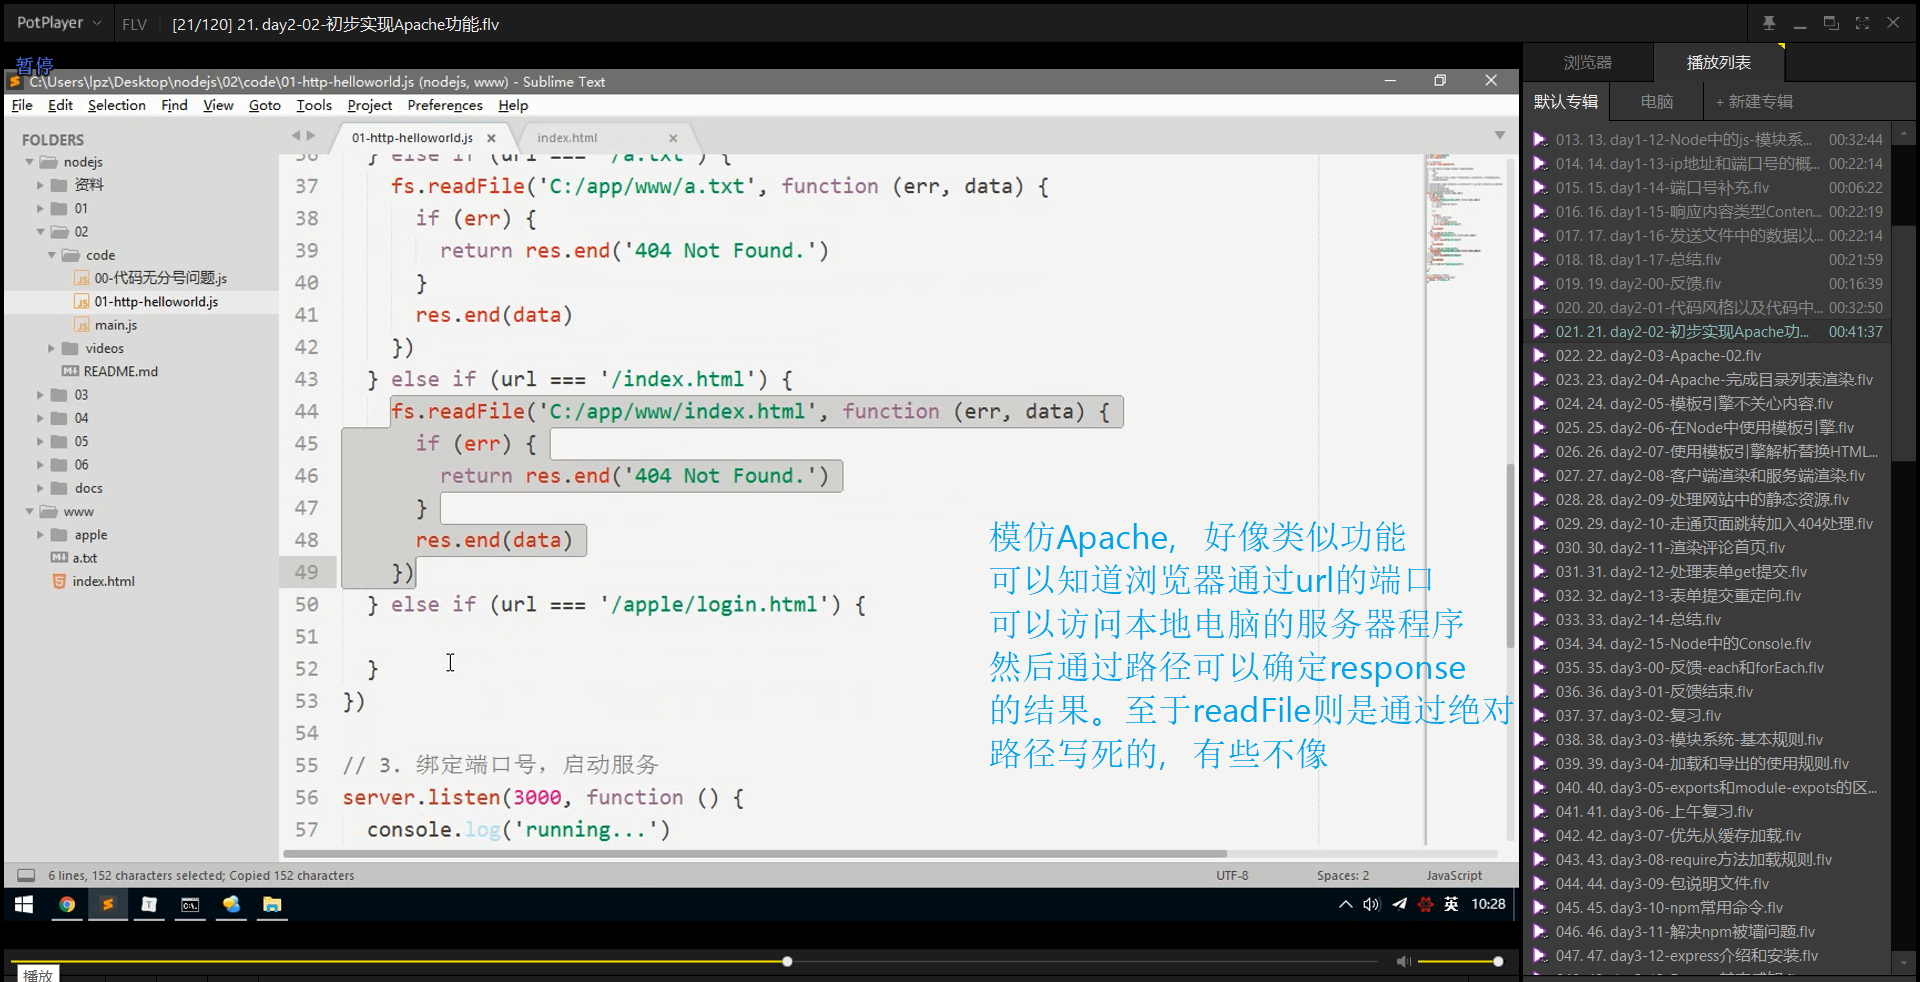 PotPlayer
FLV
[21/120] 21. day2-02-初步实现Apache功能.flv
暂停
C:\Users\lpz\Desktop\nodejs\02\code\01-http-helloworld.js (nodejs, www) - Sublime Text
File Edit Selection Find View Goto Tools Project Preferences Help
FOLDERS
nodejs
资料
01
02
code
00-代码无分号问题.js
01-http-helloworld.js
main.js
videos
README.md
03
04
05
06
docs
www
apple
a.txt
index.html
01-http-helloworld.js
index.html
36 } else if (url === '/a.txt') {
37 fs.readFile('C:/app/www/a.txt', function (err, data) {
38 if (err) {
39 return res.end('404 Not Found.')
40 }
41 res.end(data)
42 })
43 } else if (url === '/index.html') {
44 fs.readFile('C:/app/www/index.html', function (err, data) {
45 if (err) {
46 return res.end('404 Not Found.')
47 }
48 res.end(data)
49 })
50 } else if (url === '/apple/login.html') {
51
52 }
53 })
54
55 // 3. 绑定端口号，启动服务
56 server.listen(3000, function () {
57 console.log('running...')
模仿Apache，好像类似功能
可以知道浏览器通过url的端口
可以访问本地电脑的服务器程序
然后通过路径可以确定response
的结果。至于readFile则是通过绝对
路径写死的，有些不像
6 lines, 152 characters selected; Copied 152 characters
UTF-8
Spaces: 2
JavaScript
英
10:28
播放
浏览器
播放列表
默认专辑
电脑
+ 新建专辑
013. 13. day1-12-Node中的js-模块系... 00:32:44
014. 14. day1-13-ip地址和端口号的概... 00:22:14
015. 15. day1-14-端口号补充.flv 00:06:22
016. 16. day1-15-响应内容类型Conten... 00:22:19
017. 17. day1-16-发送文件中的数据以... 00:22:14
018. 18. day1-17-总结.flv 00:21:59
019. 19. day2-00-反馈.flv 00:16:39
020. 20. day2-01-代码风格以及代码中... 00:32:50
021. 21. day2-02-初步实现Apache功... 00:41:37
022. 22. day2-03-Apache-02.flv
023. 23. day2-04-Apache-完成目录列表渲染.flv
024. 24. day2-05-模板引擎不关心内容.flv
025. 25. day2-06-在Node中使用模板引擎.flv
026. 26. day2-07-使用模板引擎解析替换HTML...
027. 27. day2-08-客户端渲染和服务端渲染.flv
028. 28. day2-09-处理网站中的静态资源.flv
029. 29. day2-10-走通页面跳转加入404处理.flv
030. 30. day2-11-渲染评论首页.flv
031. 31. day2-12-处理表单get提交.flv
032. 32. day2-13-表单提交重定向.flv
033. 33. day2-14-总结.flv
034. 34. day2-15-Node中的Console.flv
035. 35. day3-00-反馈-each和forEach.flv
036. 36. day3-01-反馈结束.flv
037. 37. day3-02-复习.flv
038. 38. day3-03-模块系统-基本规则.flv
039. 39. day3-04-加载和导出的使用规则.flv
040. 40. day3-05-exports和module-expots的区...
041. 41. day3-06-上午复习.flv
042. 42. day3-07-优先从缓存加载.flv
043. 43. day3-08-require方法加载规则.flv
044. 44. day3-09-包说明文件.flv
045. 45. day3-10-npm常用命令.flv
046. 46. day3-11-解决npm被墙问题.flv
047. 47. day3-12-express介绍和安装.flv